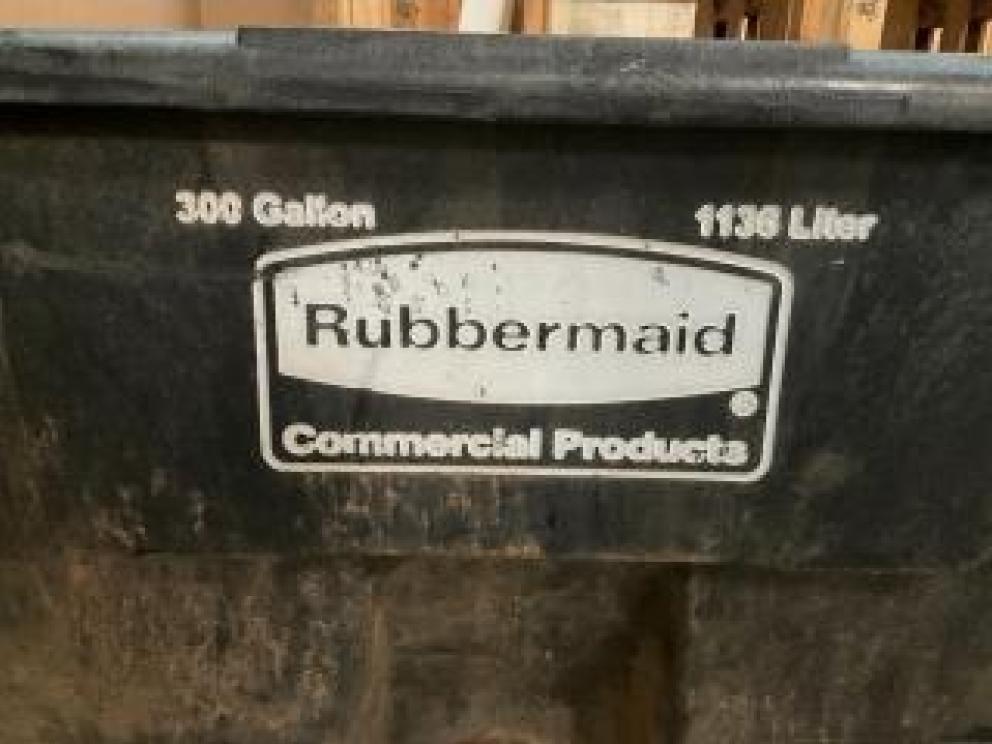 300 Gallon
1136 Liter
Rubbermaid
®
Commercial Products